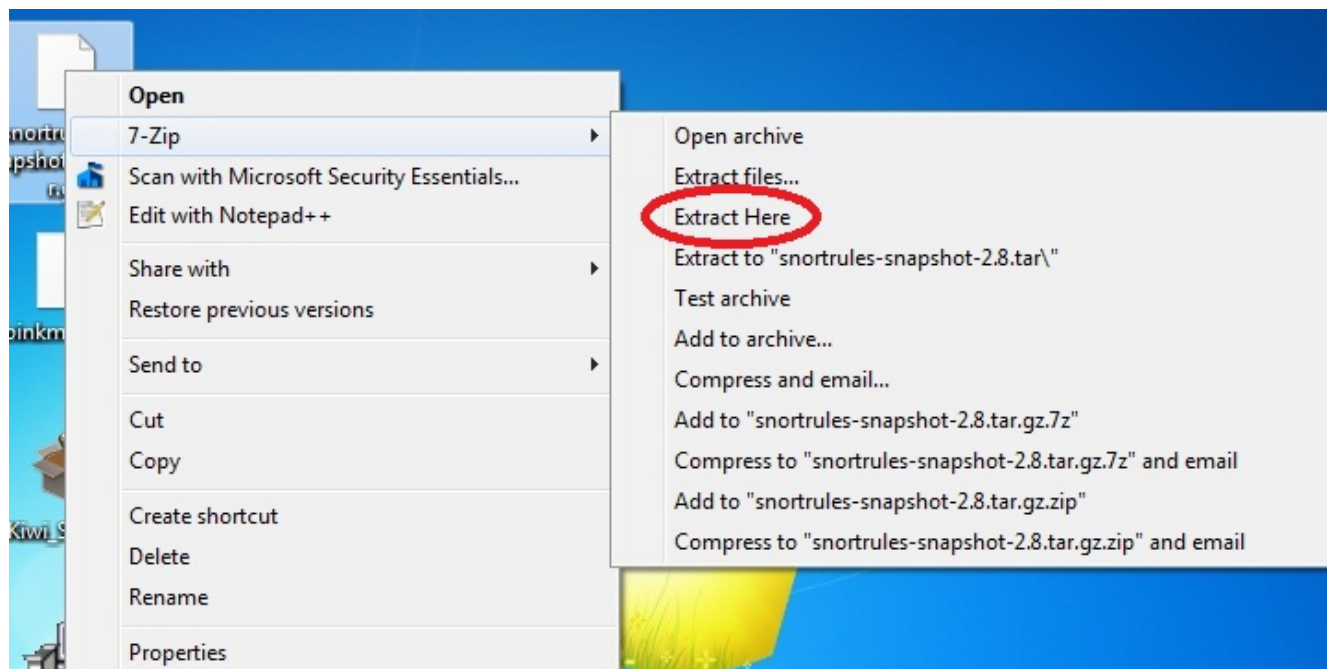 Open
7-Zip
Scan with Microsoft Security Essentials...
Edit with Notepad++
Share with
Restore previous versions
Send to
Cut
Copy
Create shortcut
Delete
Rename
Properties
Open archive
Extract files...
Extract Here
Extract to "snortrules-snapshot-2.8.tar\"
Test archive
Add to archive...
Compress and email...
Add to "snortrules-snapshot-2.8.tar.gz.7z"
Compress to "snortrules-snapshot-2.8.tar.gz.7z" and email
Add to "snortrules-snapshot-2.8.tar.gz.zip"
Compress to "snortrules-snapshot-2.8.tar.gz.zip" and email